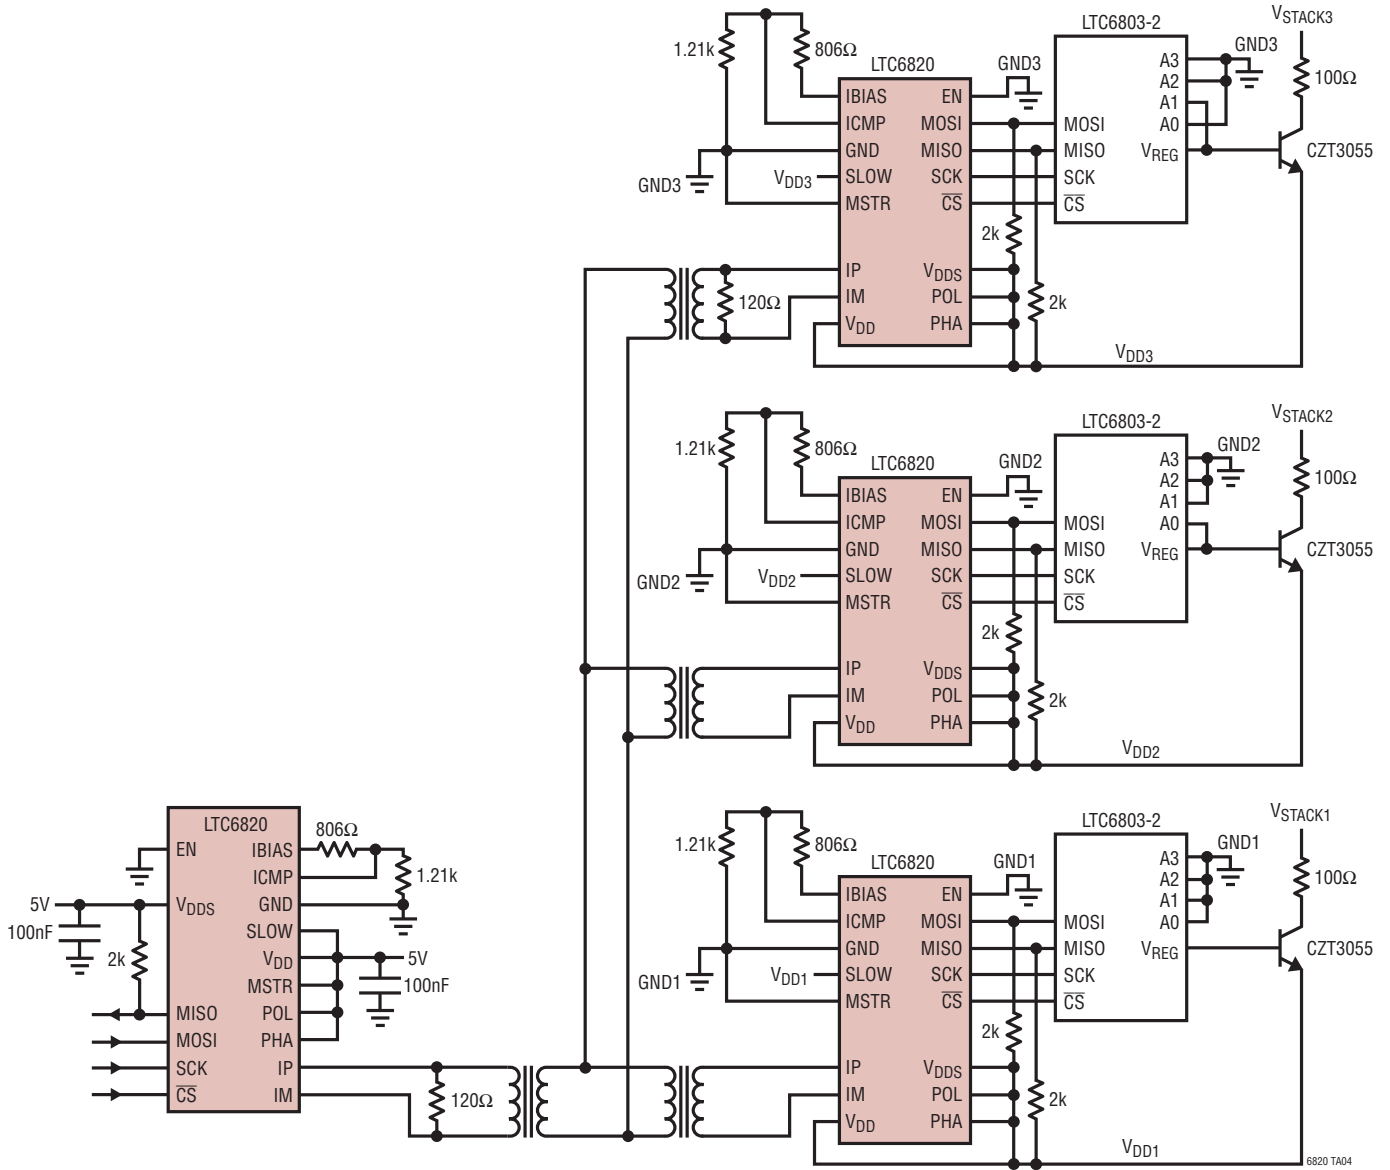 1.21k
806Ω
LTC6820
GND3
LTC6803-2
VSTACK3
GND3
100Ω
IBIAS
ICMP
GND
SLOW
MSTR
IP
IM
VDD
EN
MOSI
MISO
SCK
CS
VDDS
POL
PHA
MOSI
MISO
SCK
CS
A3
A2
A1
A0
VREG
CZT3055
GND3
VDD3
2k
2k
120Ω
VDD3
1.21k
806Ω
LTC6820
GND2
LTC6803-2
VSTACK2
GND2
100Ω
IBIAS
ICMP
GND
SLOW
MSTR
IP
IM
VDD
EN
MOSI
MISO
SCK
CS
VDDS
POL
PHA
MOSI
MISO
SCK
CS
A3
A2
A1
A0
VREG
CZT3055
GND2
VDD2
2k
2k
VDD2
LTC6820
EN
VDDS
MISO
MOSI
SCK
CS
IBIAS
ICMP
GND
SLOW
VDD
MSTR
POL
PHA
IP
IM
806Ω
1.21k
5V
100nF
2k
5V
100nF
120Ω
1.21k
806Ω
LTC6820
GND1
LTC6803-2
VSTACK1
GND1
100Ω
IBIAS
ICMP
GND
SLOW
MSTR
IP
IM
VDD
EN
MOSI
MISO
SCK
CS
VDDS
POL
PHA
MOSI
MISO
SCK
CS
A3
A2
A1
A0
VREG
CZT3055
GND1
VDD1
2k
2k
VDD1
6820 TA04